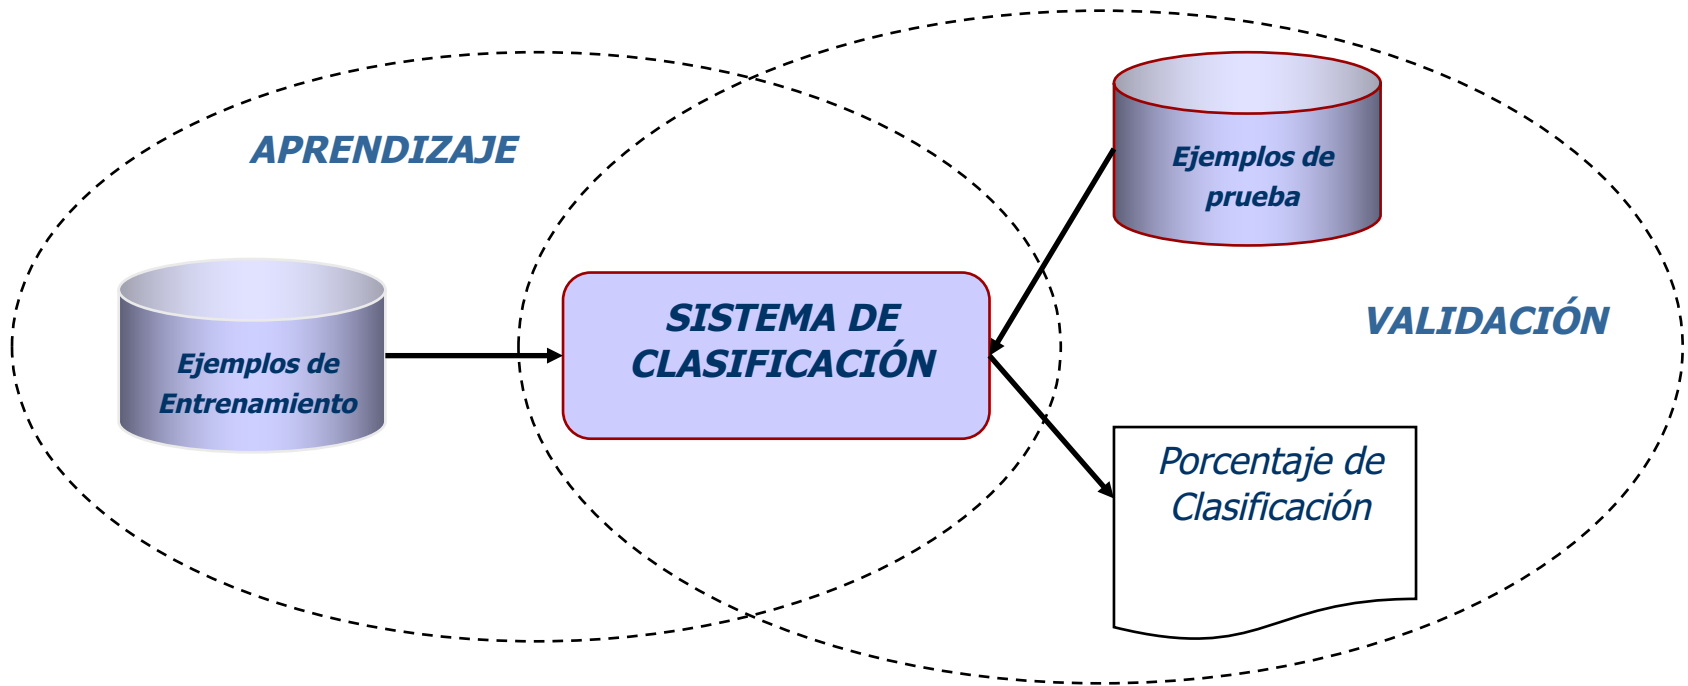 APRENDIZAJE
Ejemplos de
Entrenamiento
SISTEMA DE
CLASIFICACIÓN
Ejemplos de
prueba
VALIDACIÓN
Porcentaje de
Clasificación